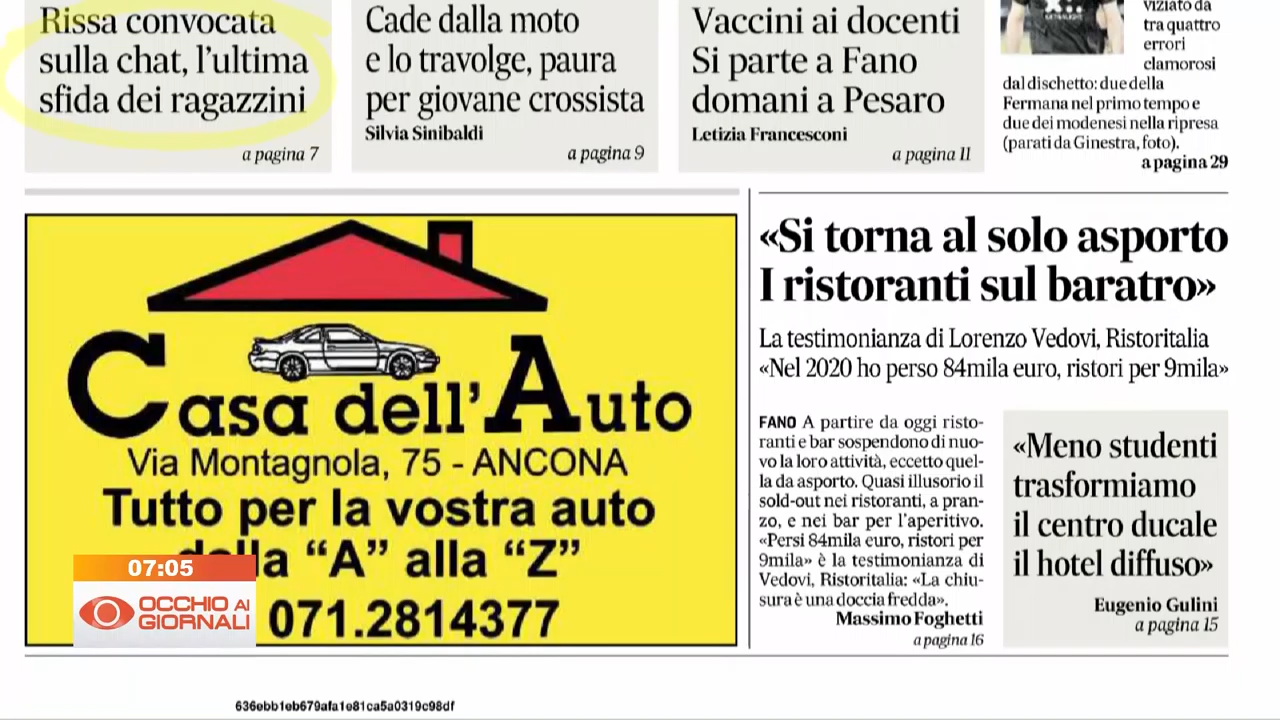 Rissa convocata
sulla chat, l'ultima
sfida dei ragazzini
a pagina 7
Cade dalla moto
e lo travolge, paura
per giovane crossista
Silvia Sinibaldi
a pagina 9
Vaccini ai docenti
Si parte a Fano
domani a Pesaro
Letizia Francesconi
a pagina 11
viziato da
tra quattro
errori
clamorosi
dal dischetto: due della
Fermana nel primo tempo e
due dei modenesi nella ripresa
(parati da Ginestra, foto).
a pagina 29
Casa dell'Auto
Via Montagnola, 75 - ANCONA
Tutto per la vostra auto
dalla "A" alla "Z"
071.2814377
«Si torna al solo asporto
I ristoranti sul baratro»
La testimonianza di Lorenzo Vedovi, Ristoritalia
«Nel 2020 ho perso 84mila euro, ristori per 9mila»
FANO A partire da oggi risto-
ranti e bar sospendono di nuo-
vo la loro attività, eccetto quel-
la da asporto. Quasi illusorio il
sold-out nei ristoranti, a pran-
zo, e nei bar per l'aperitivo.
«Persi 84mila euro, ristori per
9mila» è la testimonianza di
Vedovi, Ristoritalia: «La chiu-
sura è una doccia fredda».
Massimo Foghetti
a pagina 16
«Meno studenti
trasformiamo
il centro ducale
il hotel diffuso»
Eugenio Gulini
a pagina 15
07:05
OCCHIO AI
GIORNALI
636ebb1eb679afa1e81ca5a0319c98df